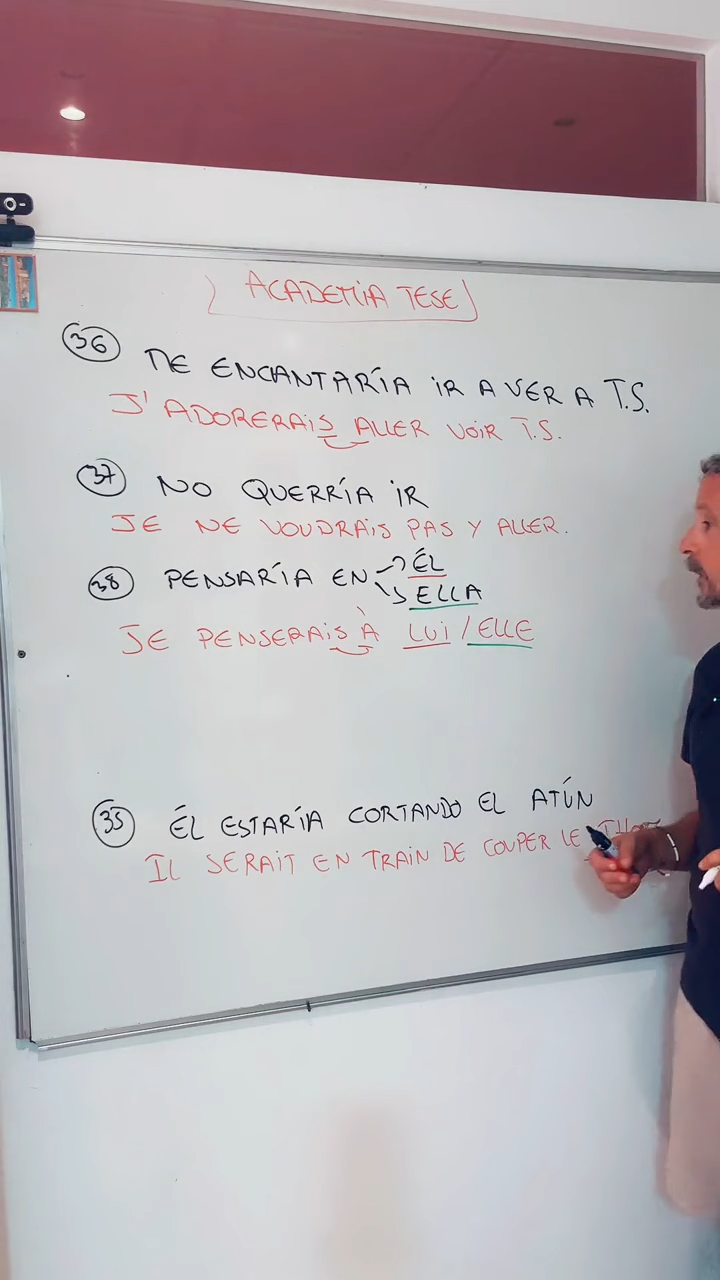 ACADEMIA TESE
36 ME ENCANTARÍA IR A VER A T.S.
J'ADORERAIS ALLER VOIR T.S.
37 NO QUERRÍA IR
JE NE VOUDRAIS PAS Y ALLER.
38 PENSARÍA EN ÉL
ELLA
JE PENSERAIS À LUI / ELLE
35 ÉL ESTARÍA CORTANDO EL ATÚN
IL SERAIT EN TRAIN DE COUPER LE